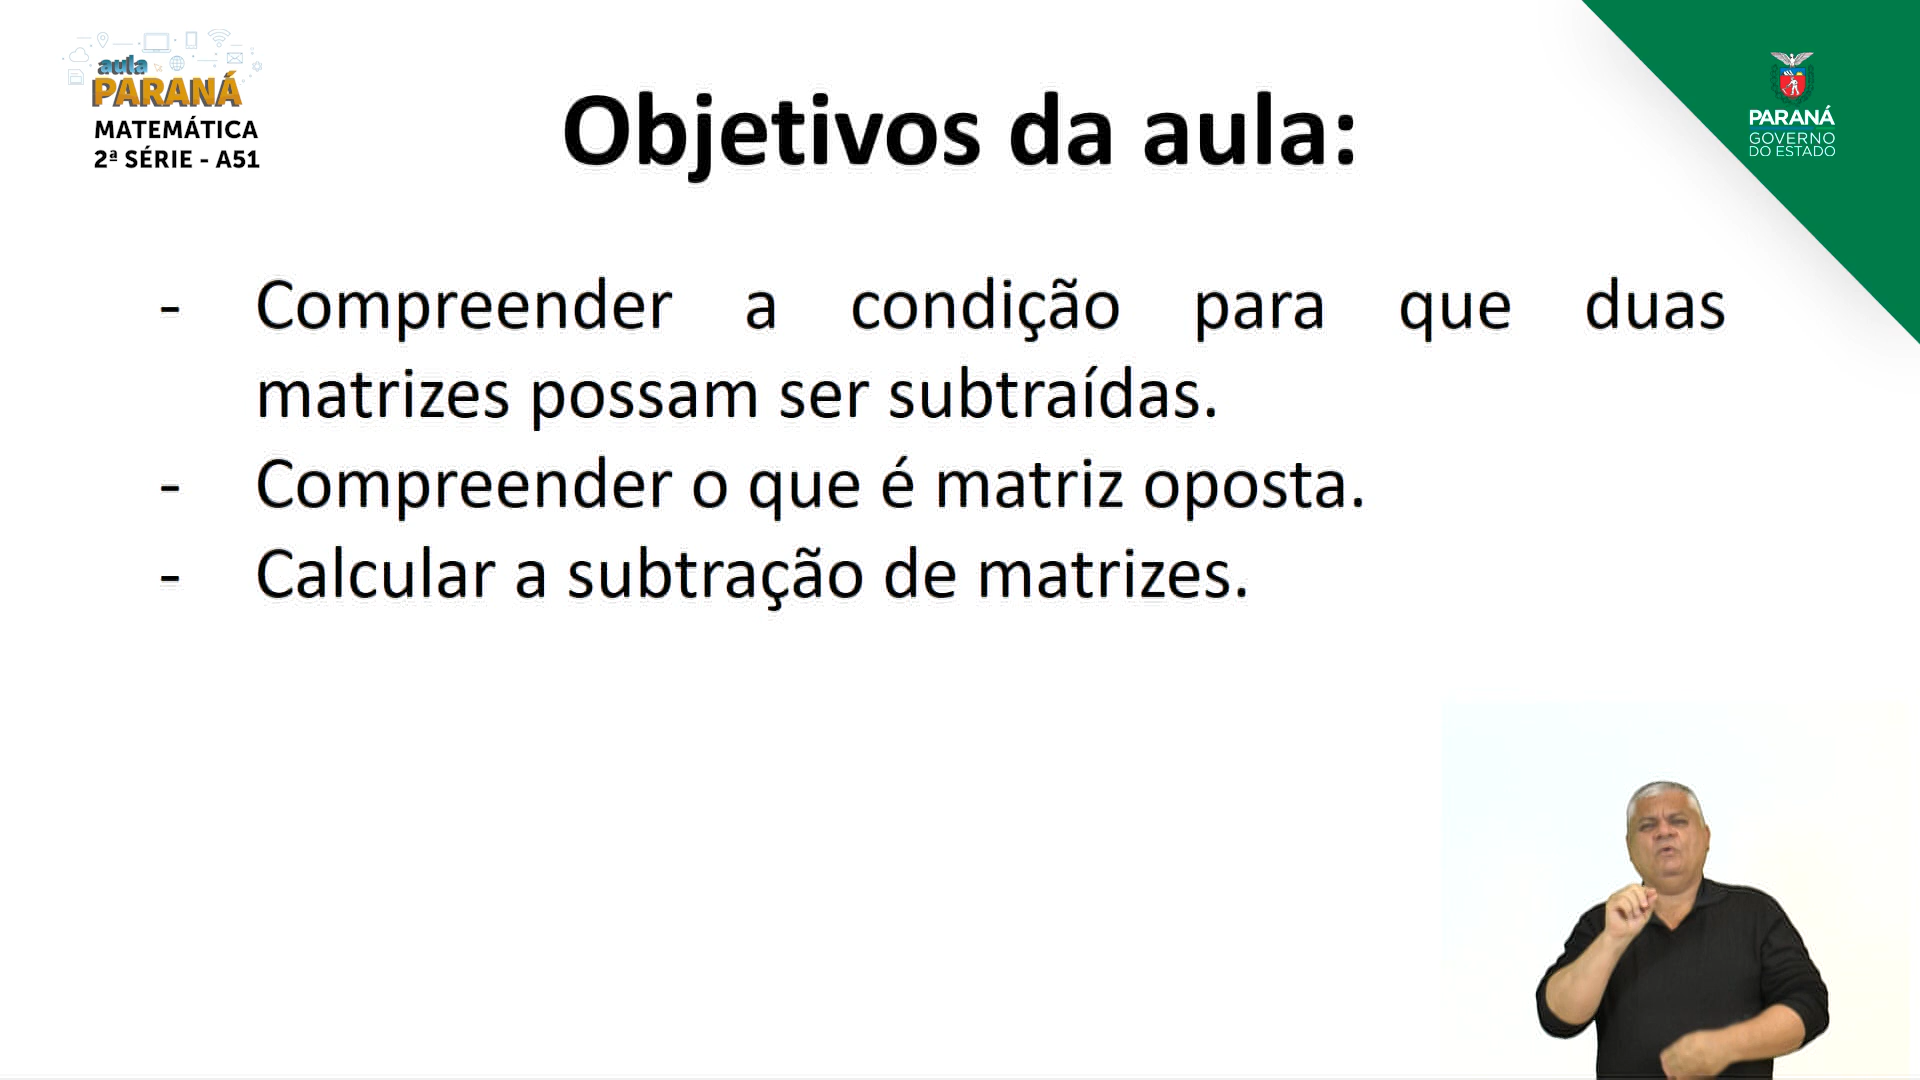 aula
PARANÁ
MATEMÁTICA
2ª SÉRIE - A51
Objetivos da aula:
PARANÁ
GOVERNO
DO ESTADO
- Compreender a condição para que duas
matrizes possam ser subtraídas.
- Compreender o que é matriz oposta.
- Calcular a subtração de matrizes.